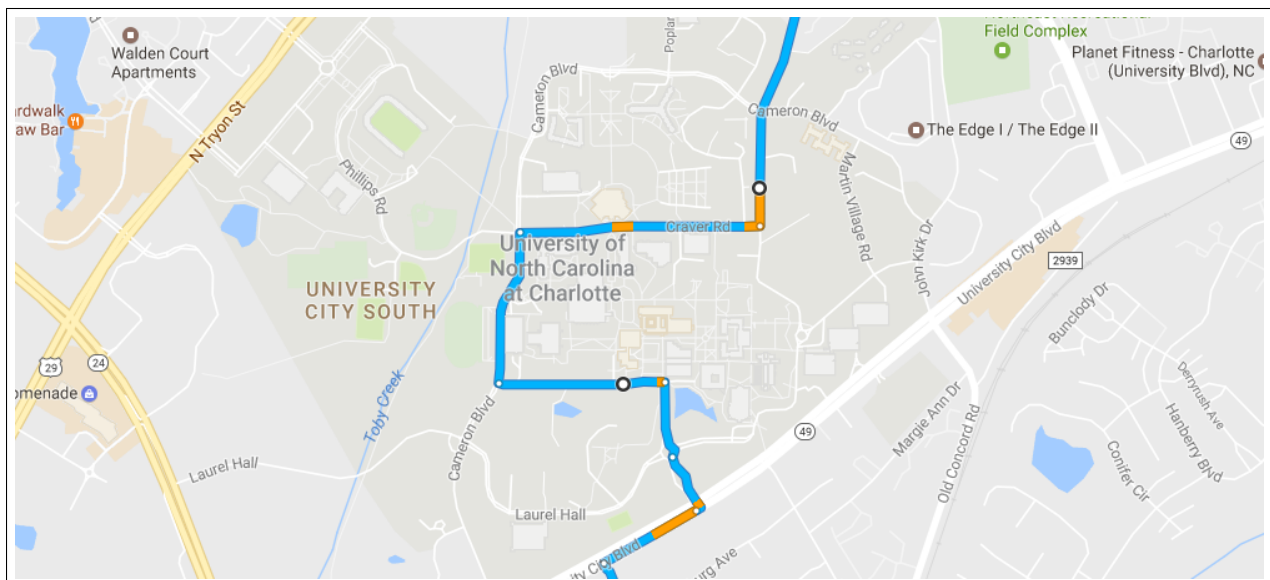 Field Complex
Walden Court
Apartments
Planet Fitness - Charlotte
(University Blvd), NC
Cameron Blvd
Poplar
Cameron Blvd
N Tryon St
ardwalk
aw Bar
The Edge I / The Edge II
49
Phillips Rd
Martin Village Rd
John Kirk Dr
Craver Rd
University of
North Carolina
at Charlotte
University City Blvd
2939
UNIVERSITY
CITY SOUTH
Bunclody Dr
29
24
omenade
Toby Creek
Cameron Blvd
Margie Ann Dr
Derryrush Ave
Hanberry Blvd
49
Old Concord Rd
Conifer Cir
Laurel Hall
Laurel Hall
ity City Blvd
urg Ave